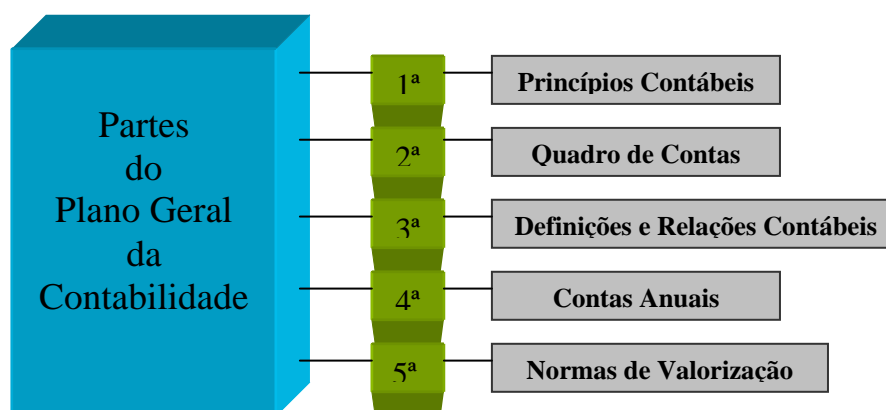 Partes
do
Plano Geral
da
Contabilidade
1ª
Princípios Contábeis
2ª
Quadro de Contas
3ª
Definições e Relações Contábeis
4ª
Contas Anuais
5ª
Normas de Valorização